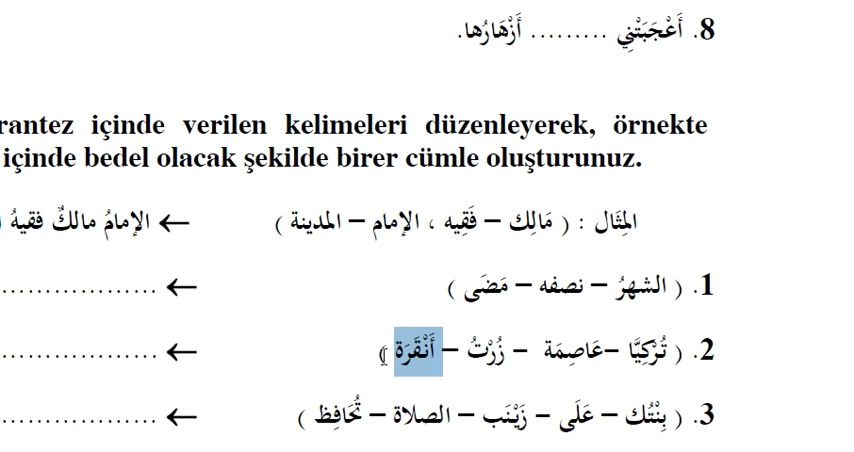 8. أَعْجَبَتْنِي ......... أَزْهَارُها.
rantez içinde verilen kelimeleri düzenleyerek, örnekte
içinde bedel olacak şekilde birer cümle oluşturunuz.
المِثَال : ( مَالِك – فَقِيه ، الإمام – المدينة ) ← الإمامُ مالكٌ فقيهُ
1. ( الشهرُ – نصفه – مَضَى ) ← ..................
2. ( تُرْكِيَّا –عَاصِمَة – زُرْتُ – أَنْقَرَة ) ← ..................
3. ( بِنْتُك – عَلَى – زَيْنَب – الصلاة – تُحَافِظ ) ← ..................